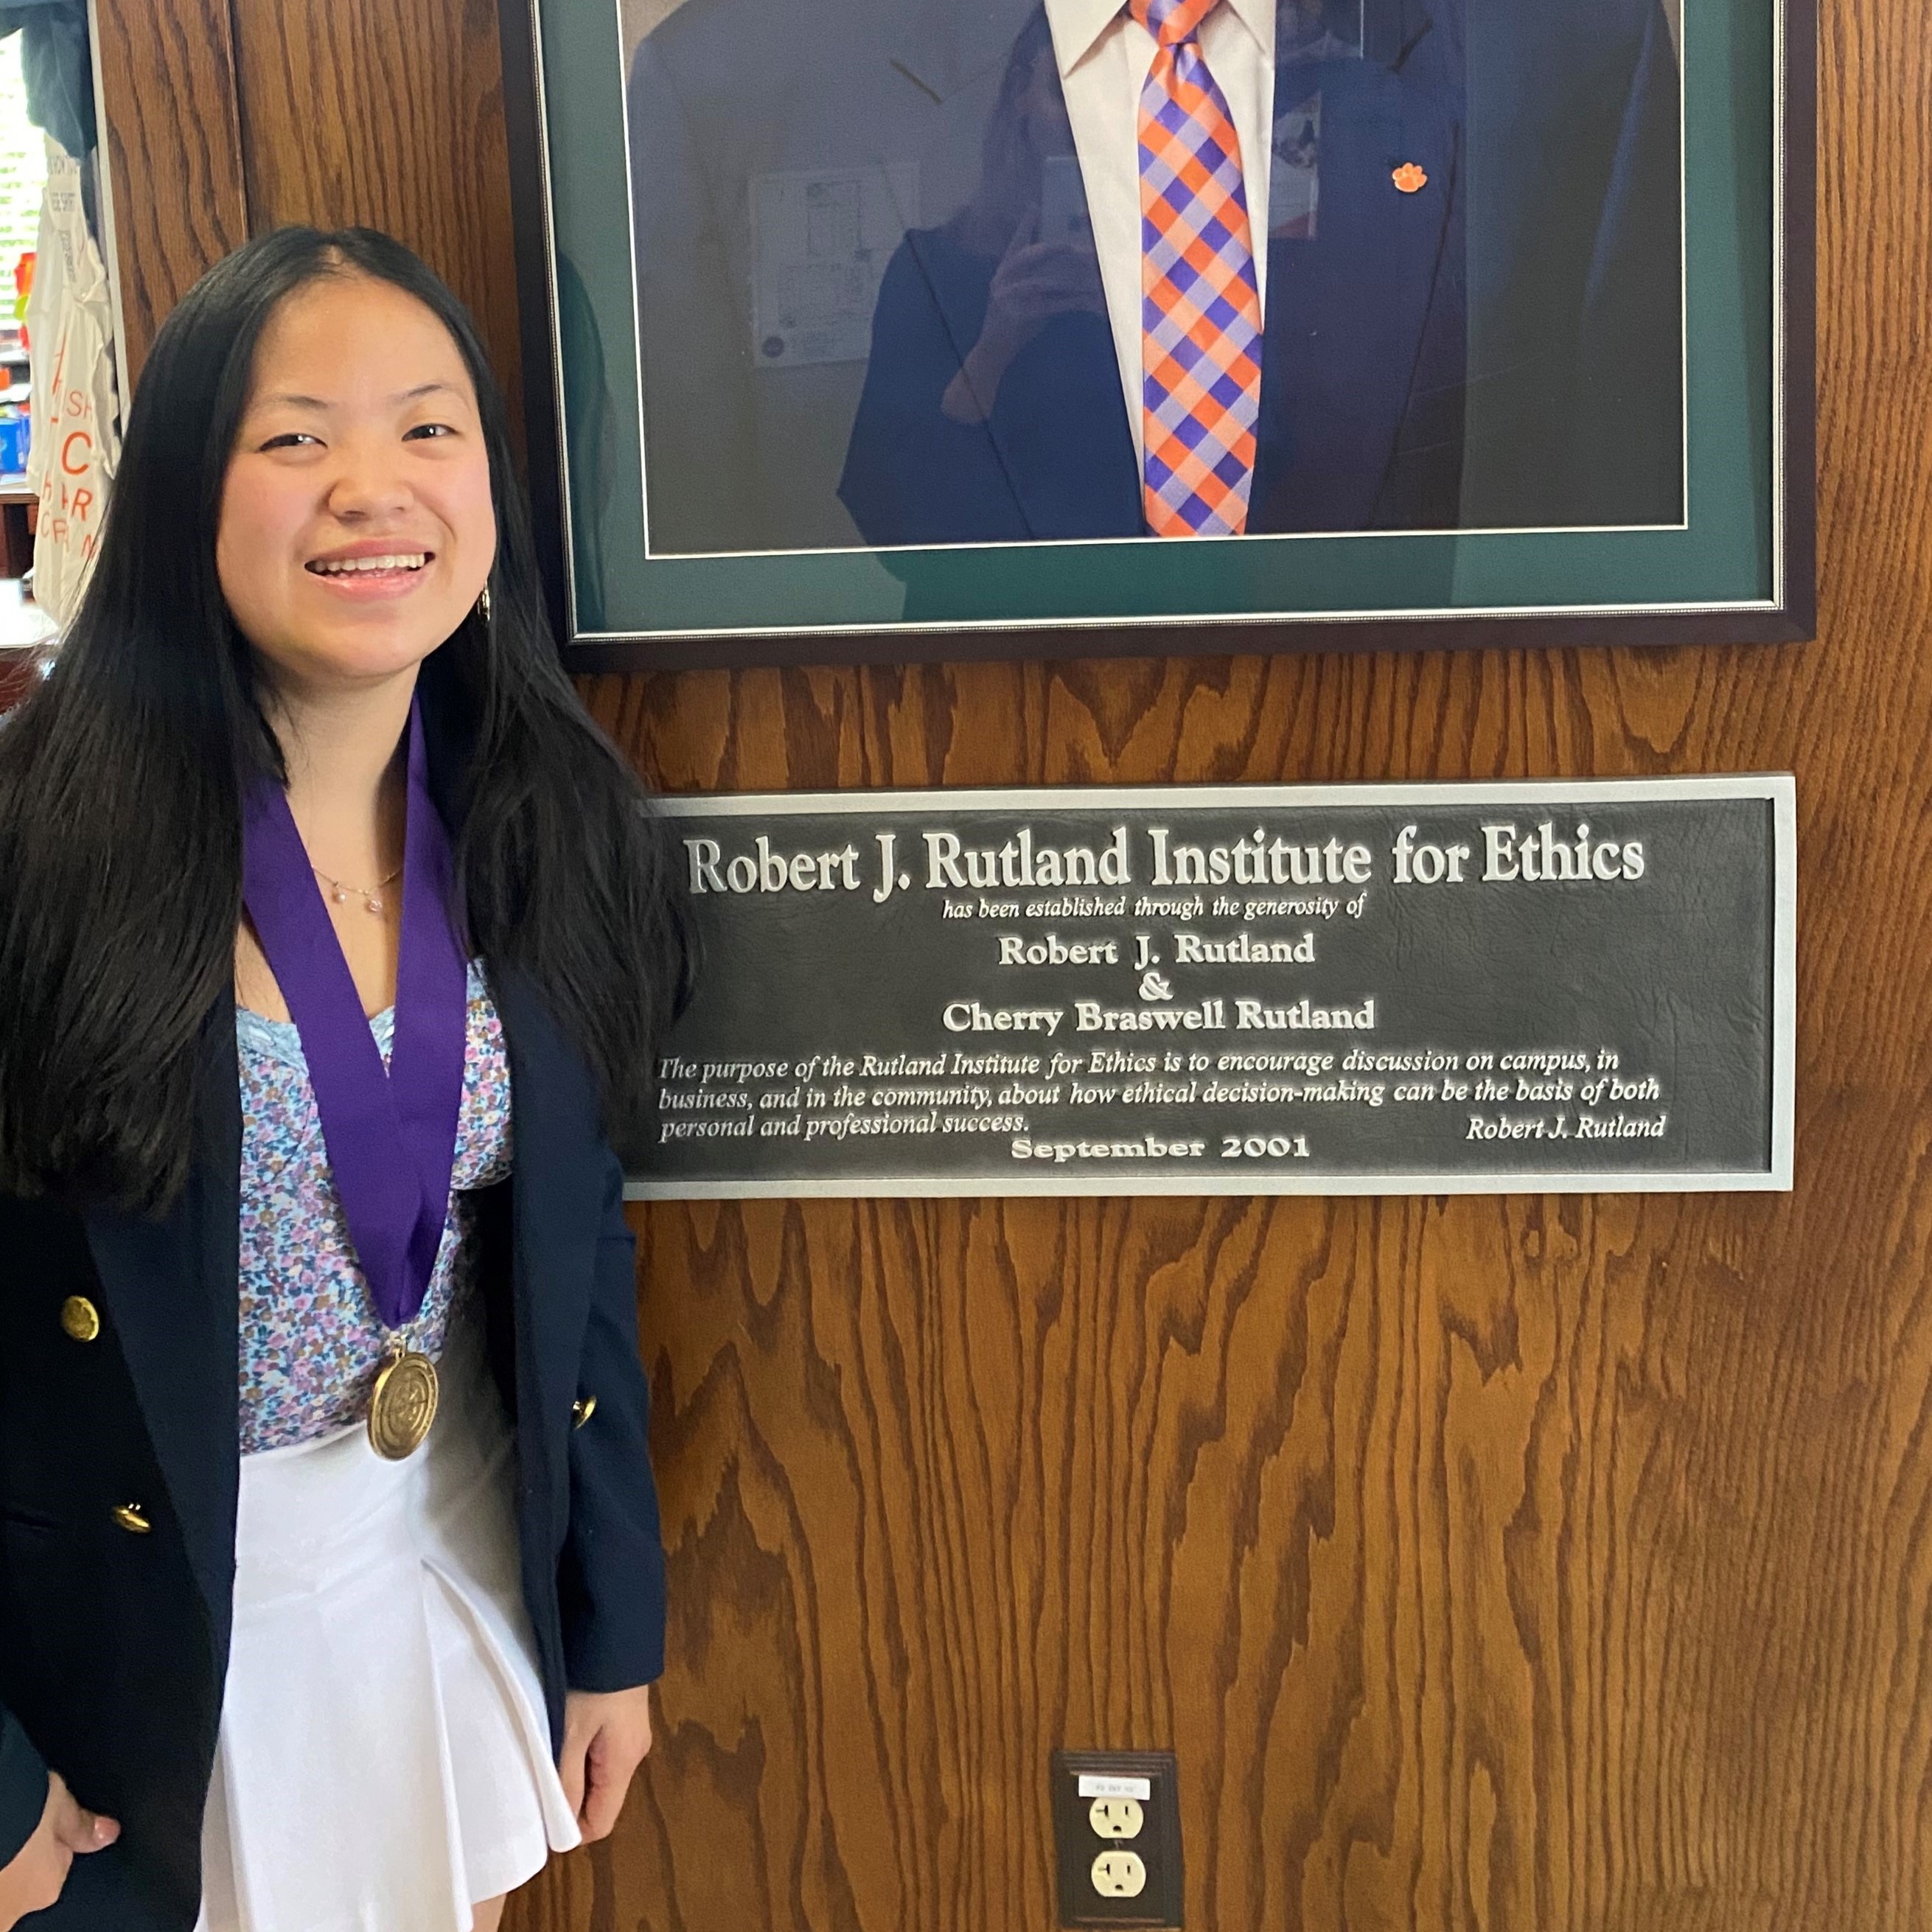 Robert J. Rutland Institute for Ethics
has been established through the generosity of
Robert J. Rutland
&
Cherry Braswell Rutland
The purpose of the Rutland Institute for Ethics is to encourage discussion on campus, in
business, and in the community, about how ethical decision-making can be the basis of both
personal and professional success.
Robert J. Rutland
September 2001